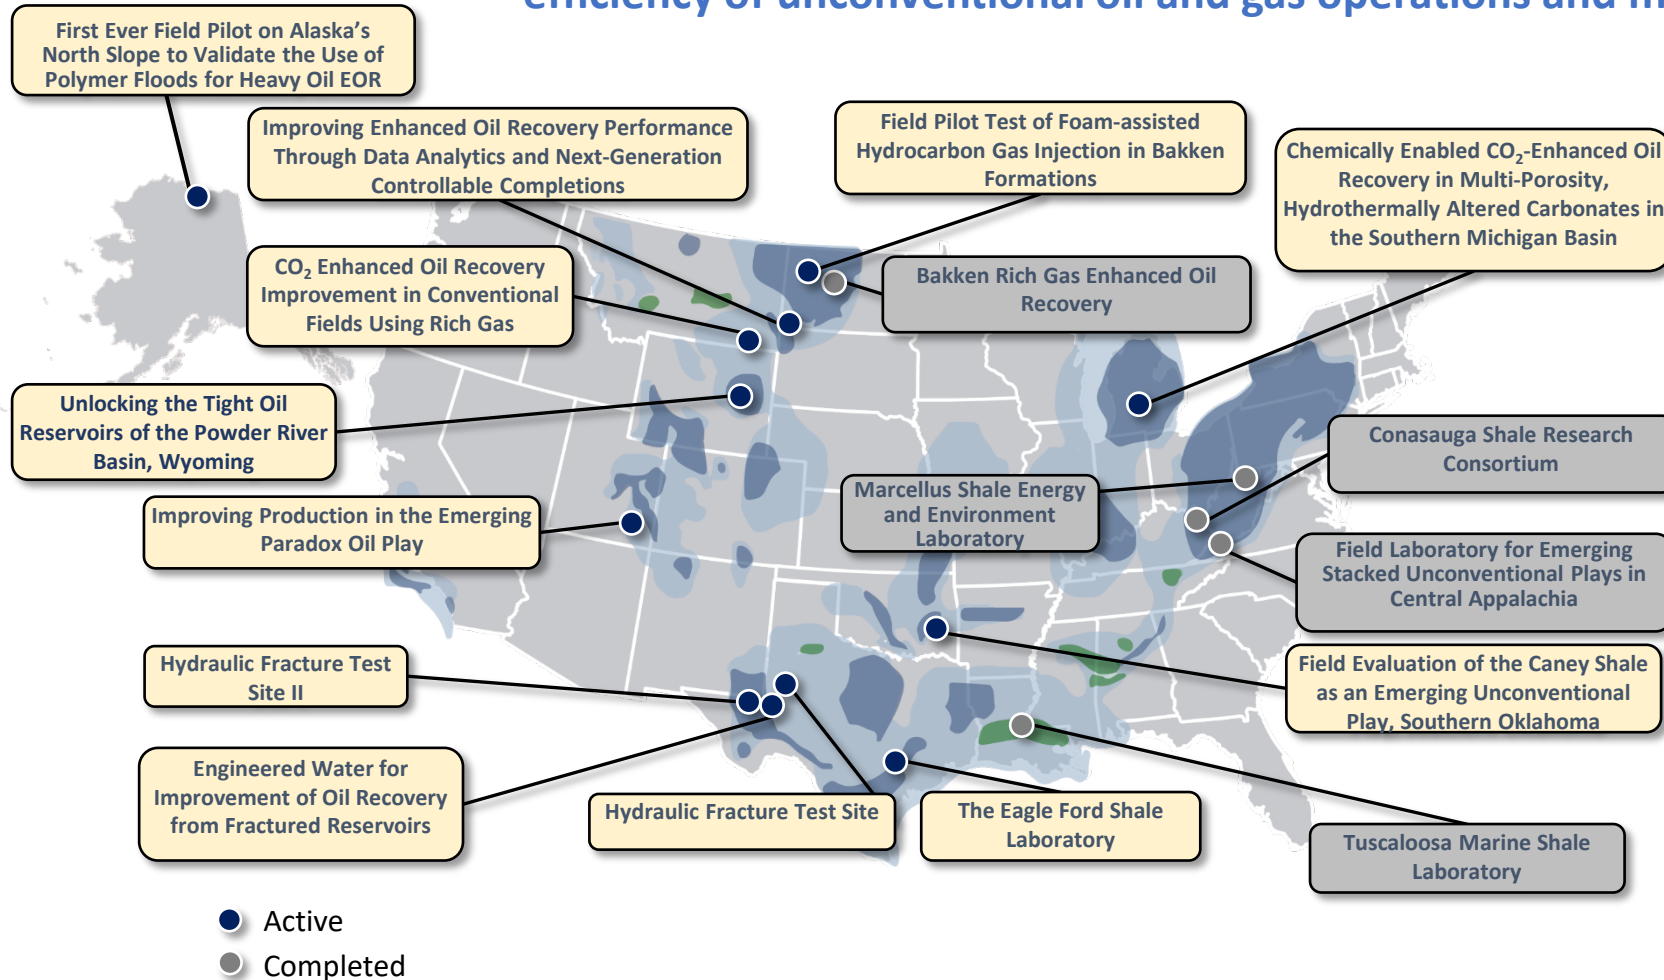 efficiency of unconventional oil and gas operations and
First Ever Field Pilot on Alaska's
North Slope to Validate the Use of
Polymer Floods for Heavy Oil EOR
Improving Enhanced Oil Recovery Performance
Through Data Analytics and Next-Generation
Controllable Completions
Field Pilot Test of Foam-assisted
Hydrocarbon Gas Injection in Bakken
Formations
Chemically Enabled CO₂-Enhanced Oil
Recovery in Multi-Porosity,
Hydrothermally Altered Carbonates in
the Southern Michigan Basin
CO₂ Enhanced Oil Recovery
Improvement in Conventional
Fields Using Rich Gas
Bakken Rich Gas Enhanced Oil
Recovery
Unlocking the Tight Oil
Reservoirs of the Powder River
Basin, Wyoming
Conasauga Shale Research
Consortium
Marcellus Shale Energy
and Environment
Laboratory
Improving Production in the Emerging
Paradox Oil Play
Field Laboratory for Emerging
Stacked Unconventional Plays in
Central Appalachia
Hydraulic Fracture Test
Site II
Field Evaluation of the Caney Shale
as an Emerging Unconventional
Play, Southern Oklahoma
Engineered Water for
Improvement of Oil Recovery
from Fractured Reservoirs
Hydraulic Fracture Test Site
The Eagle Ford Shale
Laboratory
Tuscaloosa Marine Shale
Laboratory
Active
Completed